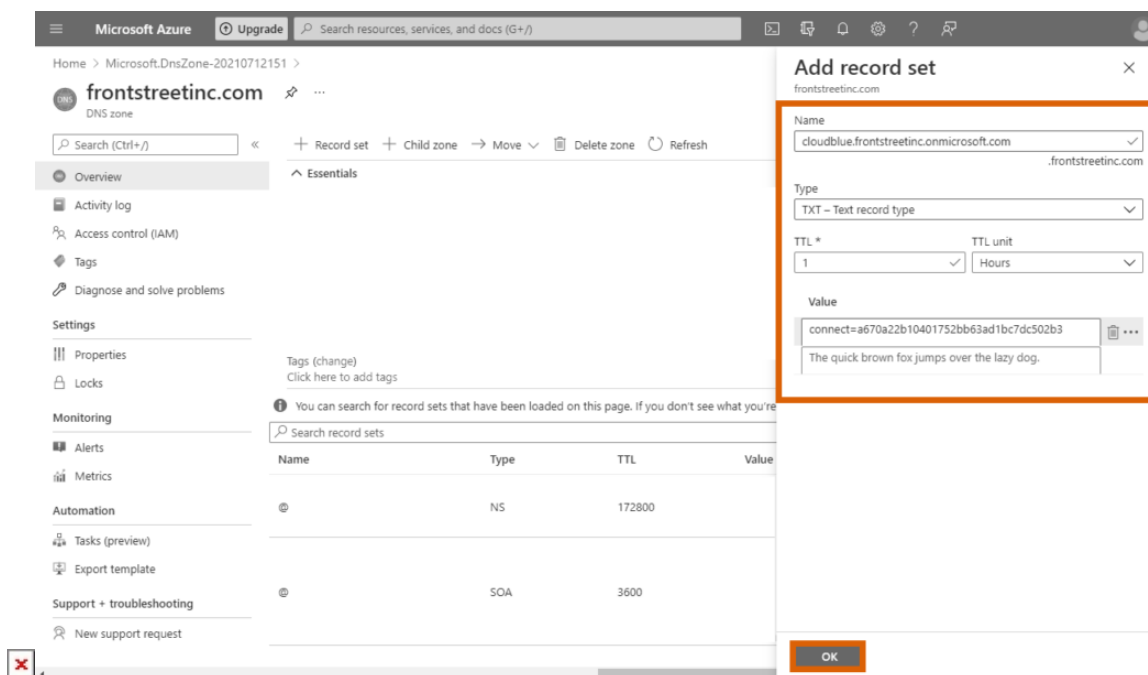 Microsoft Azure
Upgrade
Search resources, services, and docs (G+/)
Home > Microsoft.DnsZone-20210712151 >
DNS
frontstreetinc.com
DNS zone
Search (Ctrl+/)
«
Overview
Activity log
Access control (IAM)
Tags
Diagnose and solve problems
Settings
Properties
Locks
Monitoring
Alerts
Metrics
Automation
Tasks (preview)
Export template
Support + troubleshooting
New support request
+ Record set + Child zone → Move Delete zone Refresh
Essentials
Tags (change)
Click here to add tags
You can search for record sets that have been loaded on this page. If you don't see what you're
Search record sets
Name Type TTL Value
@ NS 172800
@ SOA 3600
Add record set
frontstreetinc.com
Name
cloudblue.frontstreetinc.onmicrosoft.com
.frontstreetinc.com
Type
TXT – Text record type
TTL * TTL unit
1 Hours
Value
connect=a670a22b10401752bb63ad1bc7dc502b3
The quick brown fox jumps over the lazy dog.
OK